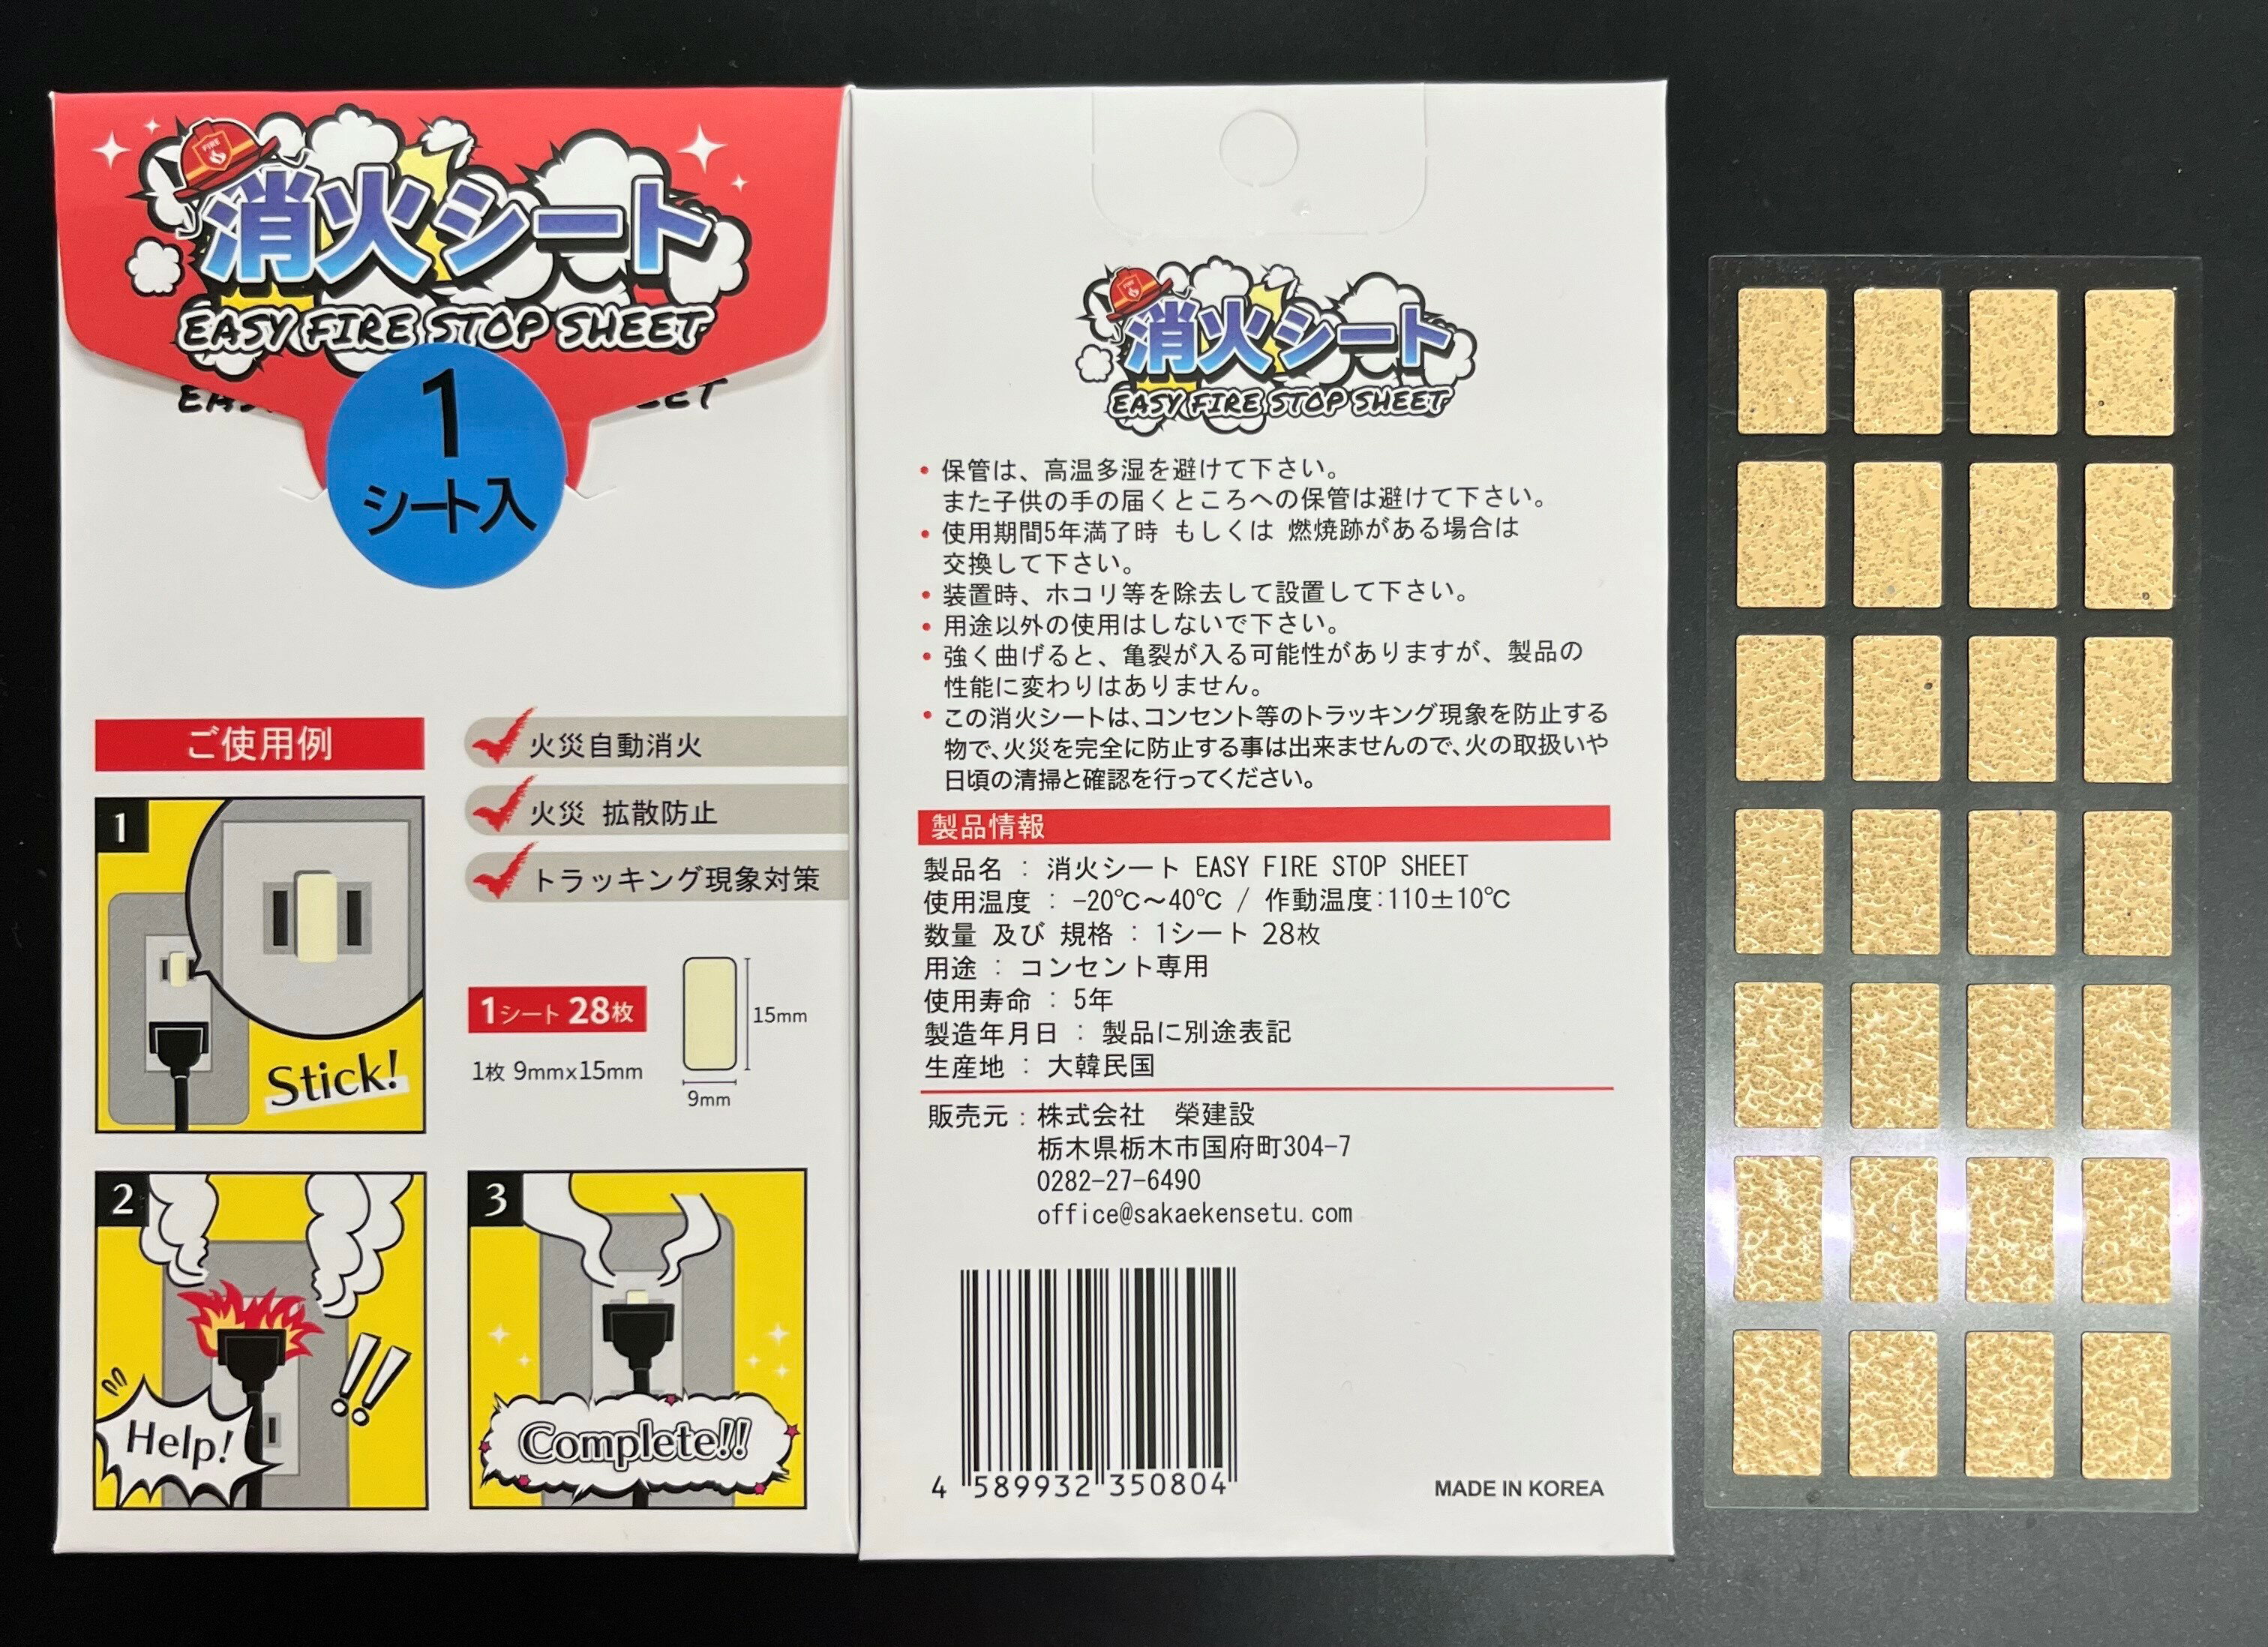 FIRE
消火シート
EASY FIRE STOP SHEET
1
シート入
ご使用例
1
Stick!
火災自動消火
火災 拡散防止
トラッキング現象対策
1シート 28枚
1枚 9mmx15mm
15mm
9mm
2
Help!
!!
3
Complete!!
消火シート
EASY FIRE STOP SHEET
・保管は、高温多湿を避けて下さい。
また子供の手の届くところへの保管は避けて下さい。
・使用期間5年満了時 もしくは 燃焼跡がある場合は
交換して下さい。
・装置時、ホコリ等を除去して設置して下さい。
・用途以外の使用はしないで下さい。
・強く曲げると、亀裂が入る可能性がありますが、製品の
性能に変わりはありません。
・この消火シートは、コンセント等のトラッキング現象を防止する
物で、火災を完全に防止する事は出来ませんので、火の取扱いや
日頃の清掃と確認を行ってください。
製品情報
製品名 : 消火シート EASY FIRE STOP SHEET
使用温度 : -20℃～40℃ / 作動温度:110±10℃
数量 及び 規格 : 1シート 28枚
用途 : コンセント専用
使用寿命 : 5年
製造年月日 : 製品に別途表記
生産地 : 大韓民国
販売元 : 株式会社 榮建設
栃木県栃木市国府町304-7
0282-27-6490
office@sakaekensetu.com
4 589932 350804
MADE IN KOREA